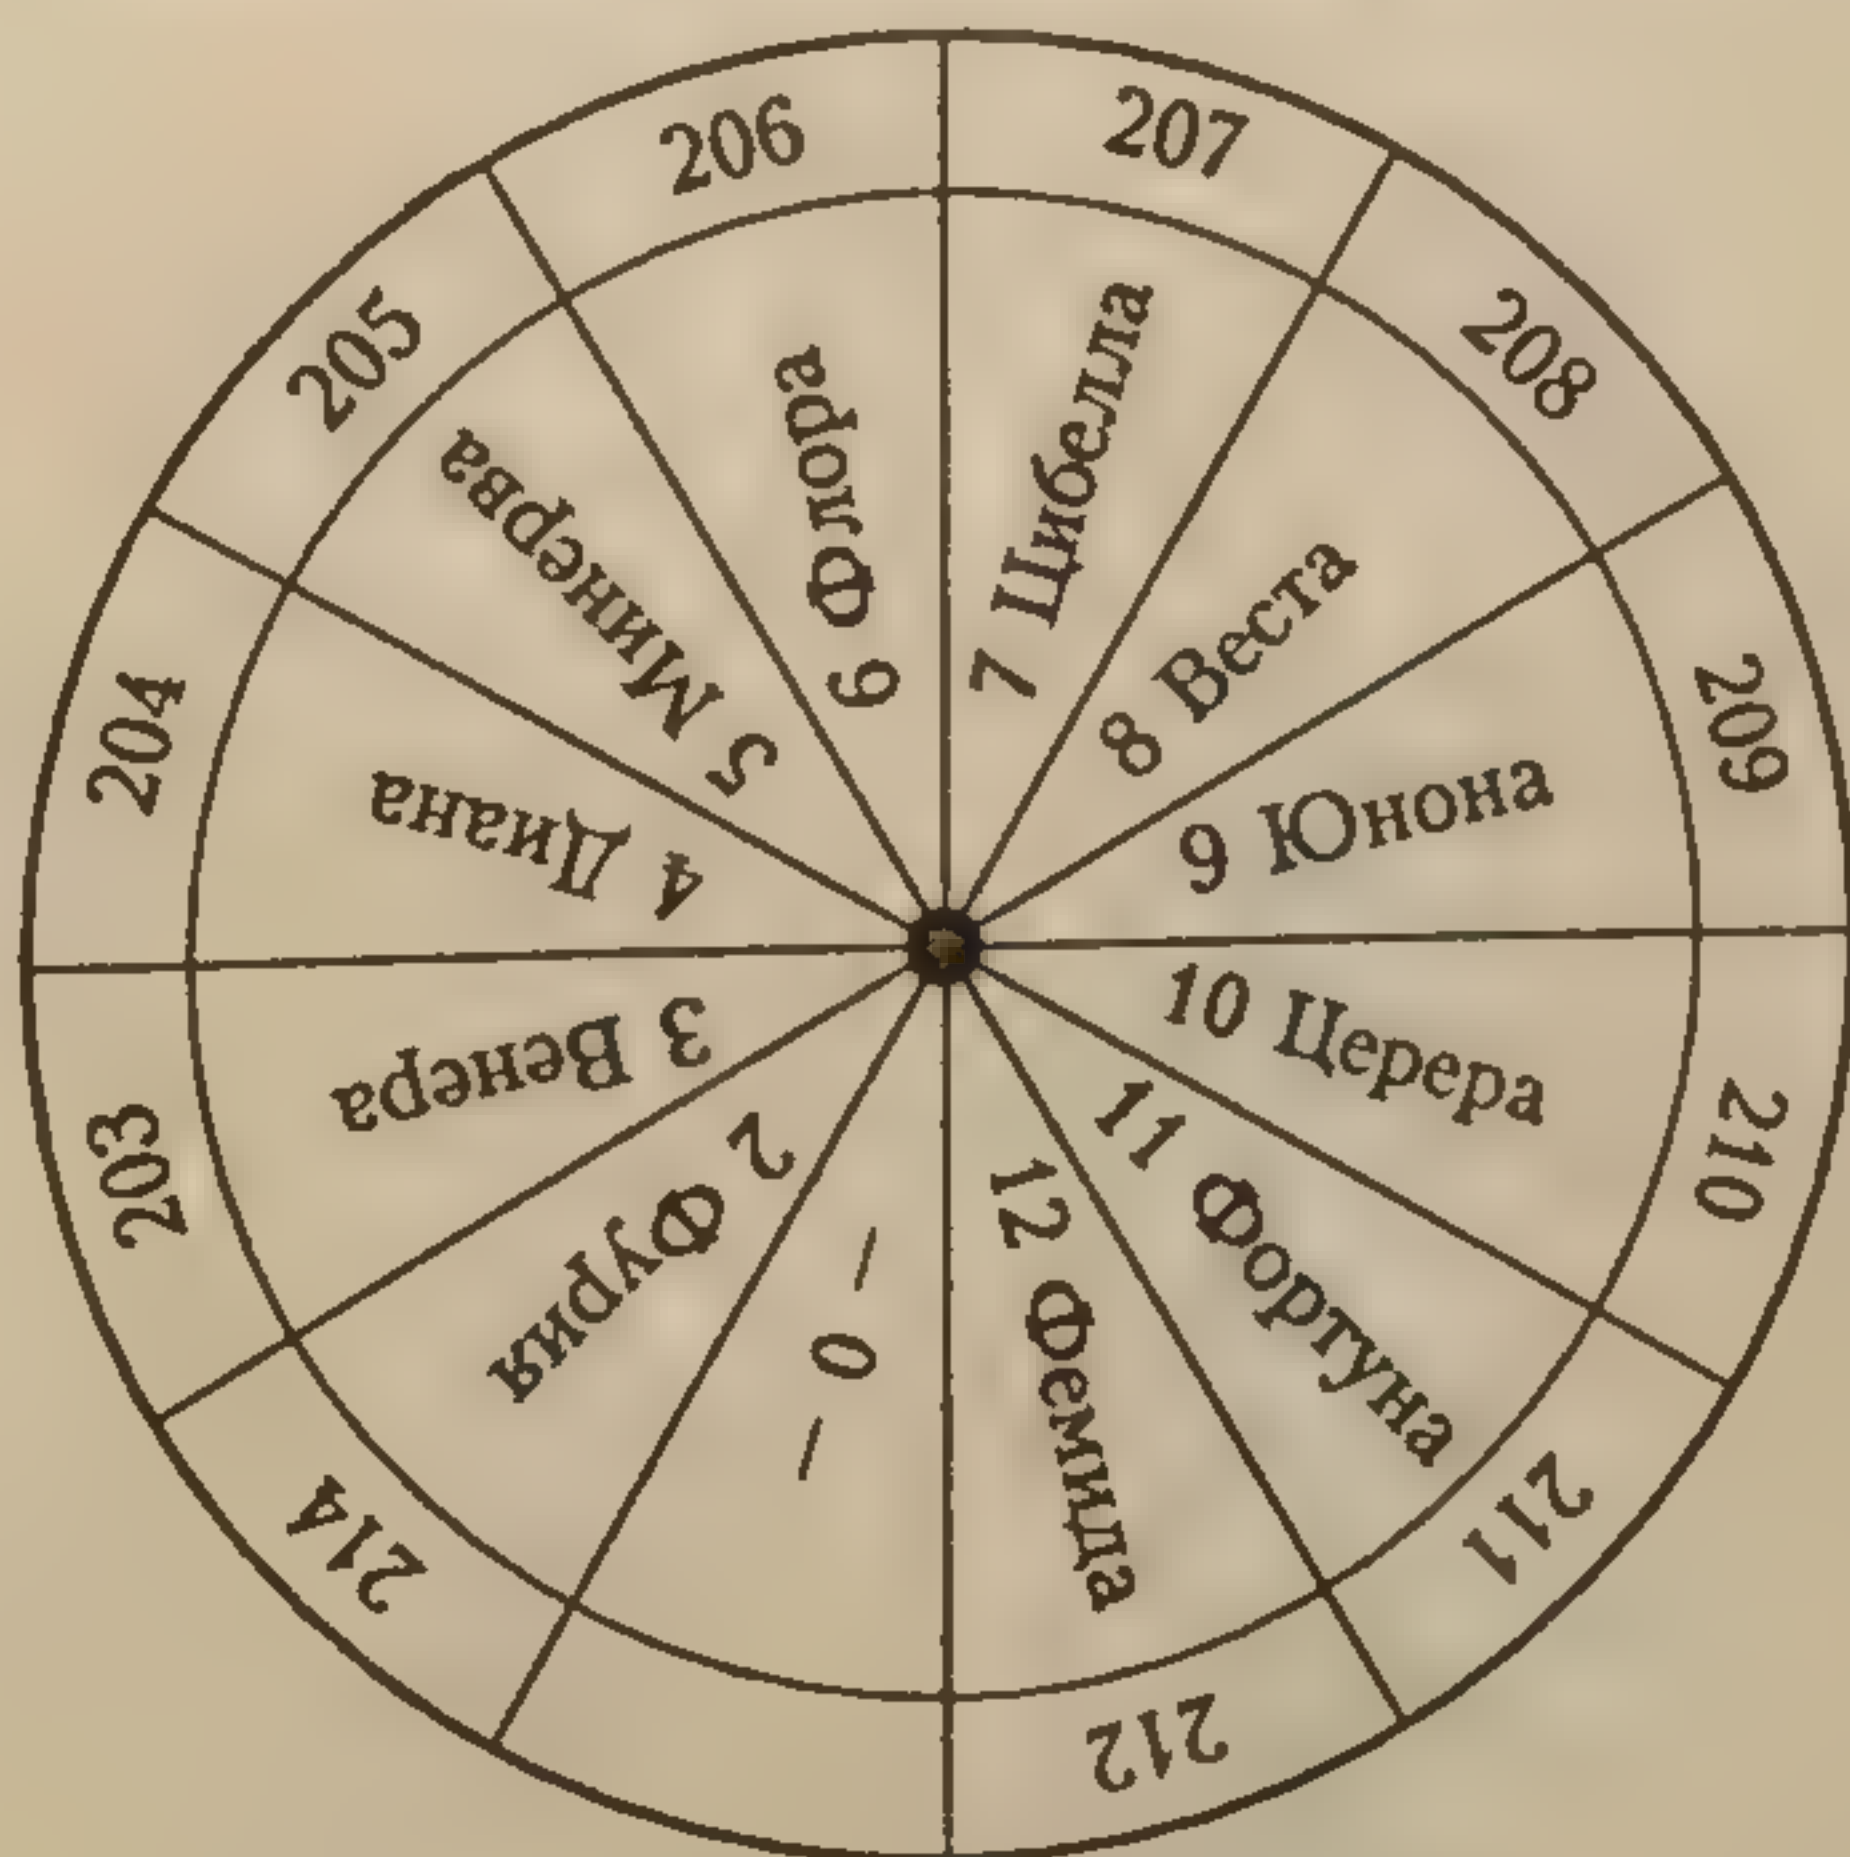 206
207
208
209
210
211
212
214
203
204
205
– 0 –
2 Фурия
3 Венера
4 Диана
5 Минерва
6 Флора
7 Цибелла
8 Веста
9 Юнона
10 Церера
11 Фортуна
12 Фемида